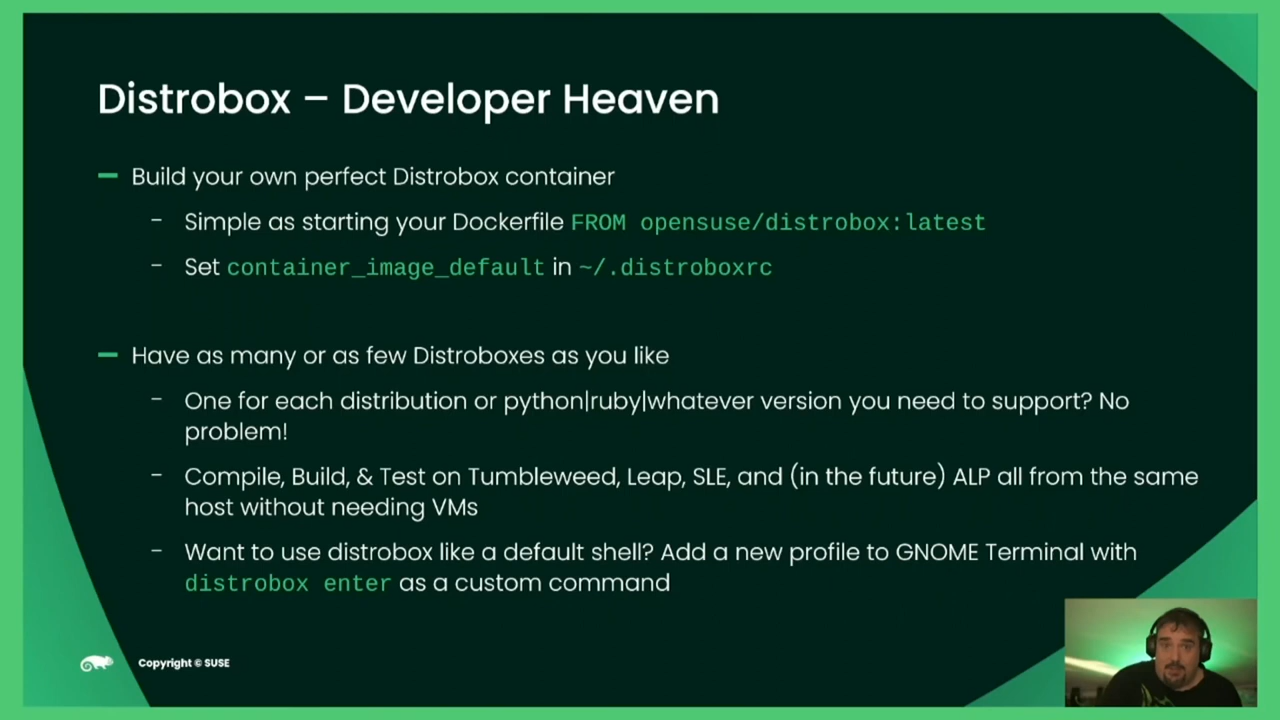 Distrobox – Developer Heaven
Build your own perfect Distrobox container
Simple as starting your Dockerfile FROM opensuse/distrobox:latest
Set container_image_default in ~/.distroboxrc
Have as many or as few Distroboxes as you like
One for each distribution or python|ruby|whatever version you need to support? No
problem!
Compile, Build, & Test on Tumbleweed, Leap, SLE, and (in the future) ALP all from the same
host without needing VMs
Want to use distrobox like a default shell? Add a new profile to GNOME Terminal with
distrobox enter as a custom command
Copyright © SUSE